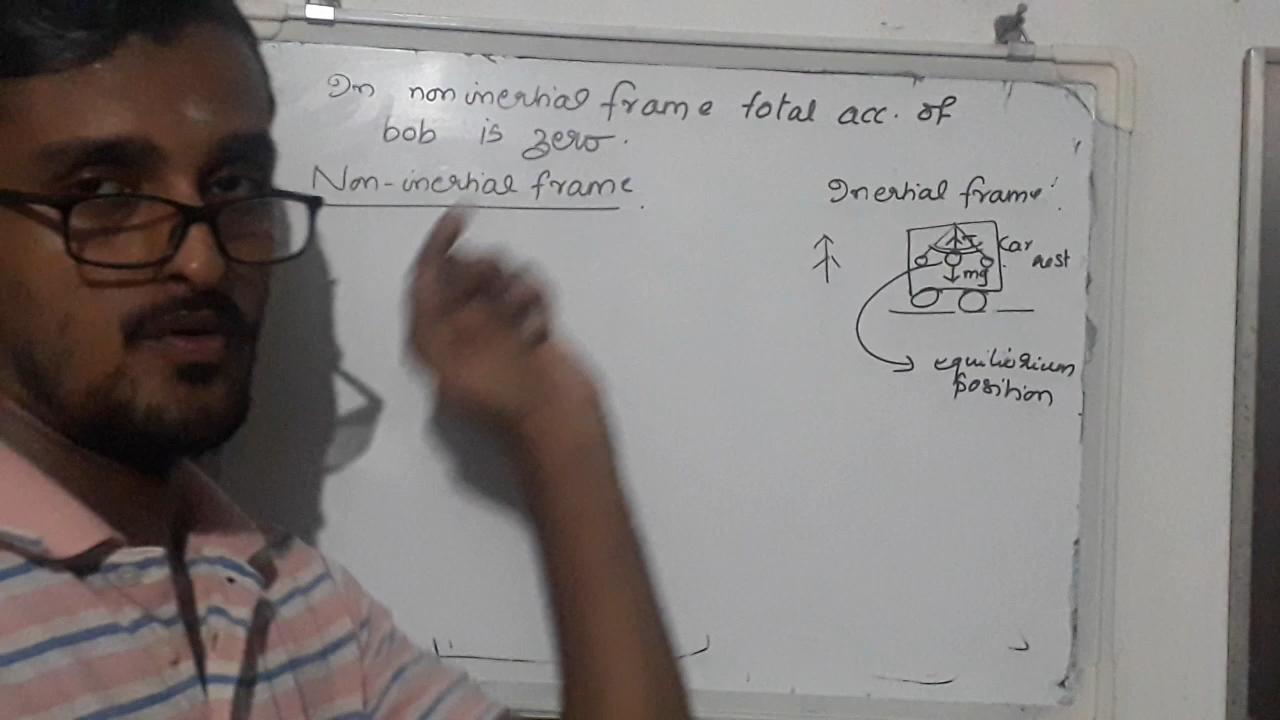 In non inertial frame total acc. of
bob is zero.
Non-inertial frame.
Inertial frame:
T
car
rest
mg
equilibrium
position